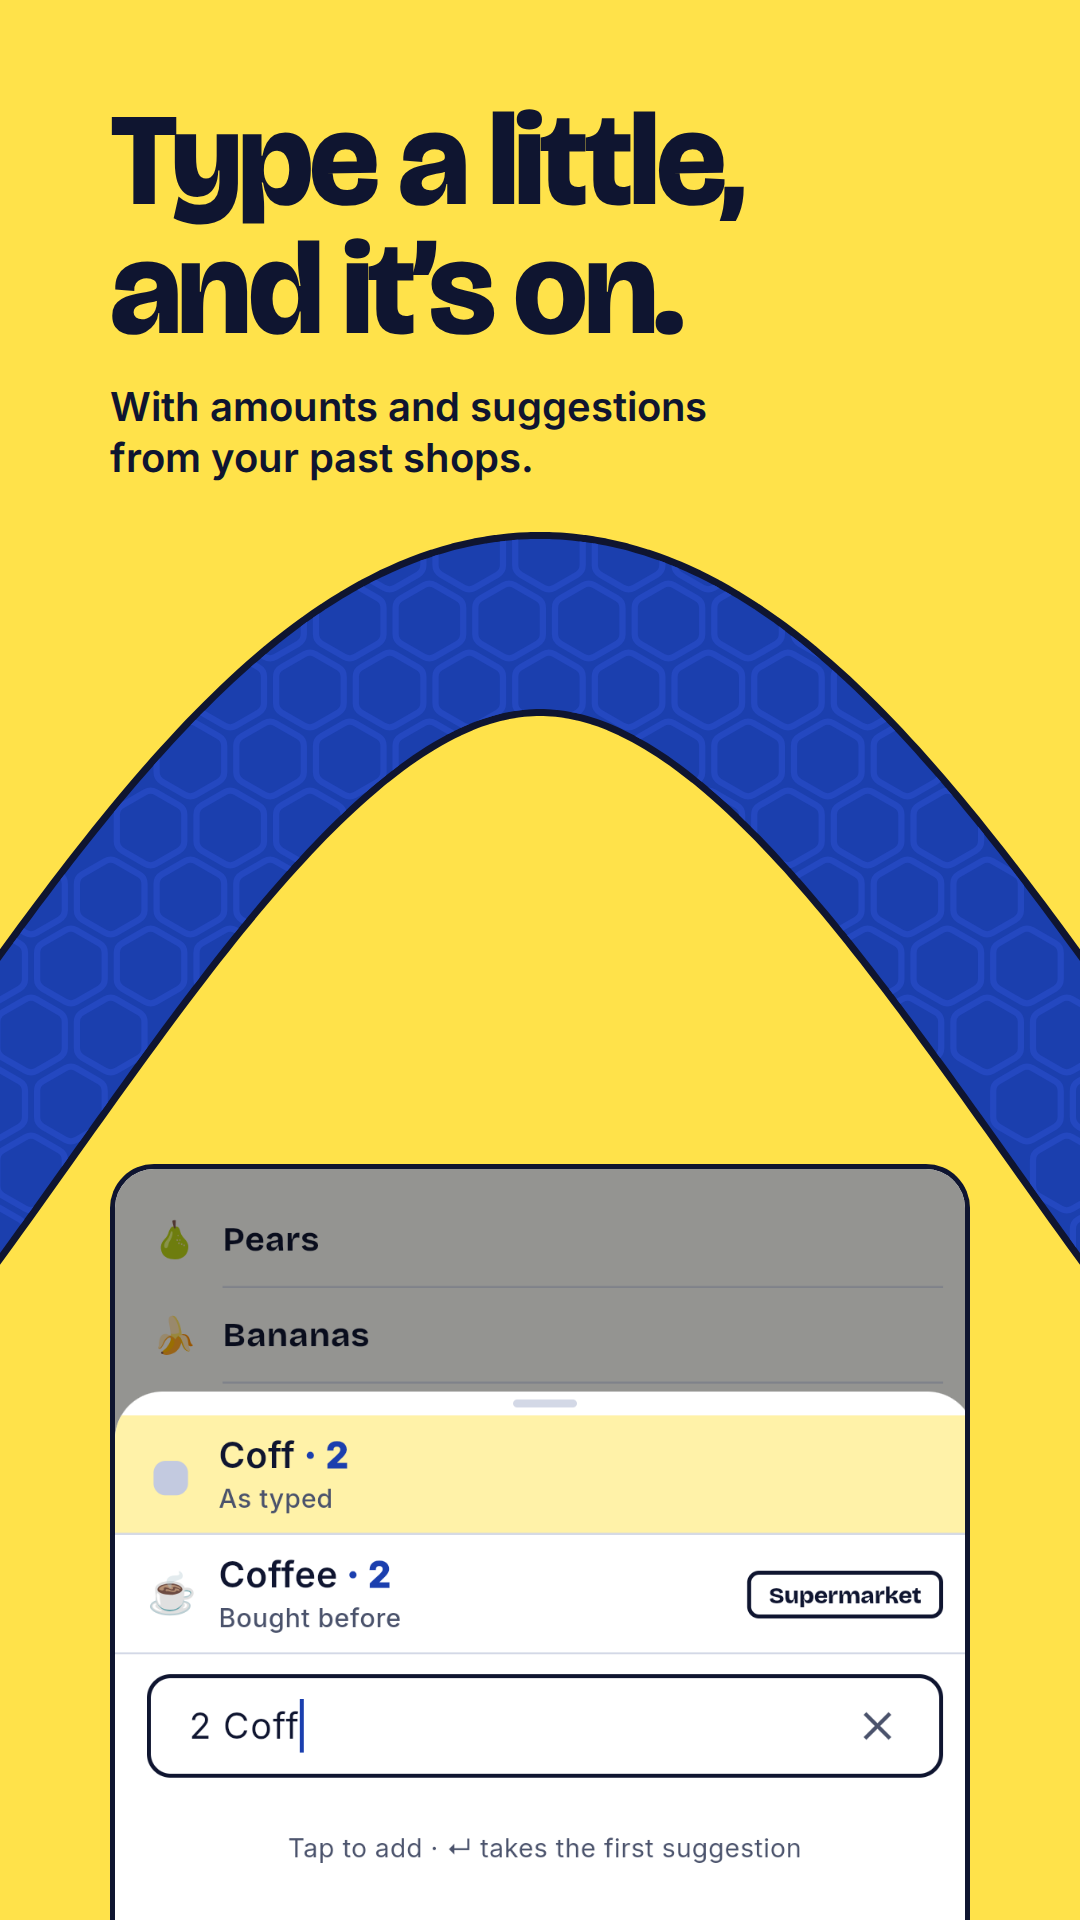 Type a little,
and it’s on.
With amounts and suggestions
from your past shops.
Pears
Bananas
Coff · 2
As typed
Coffee · 2
Bought before
Supermarket
2 Coff
Tap to add · ↵ takes the first suggestion